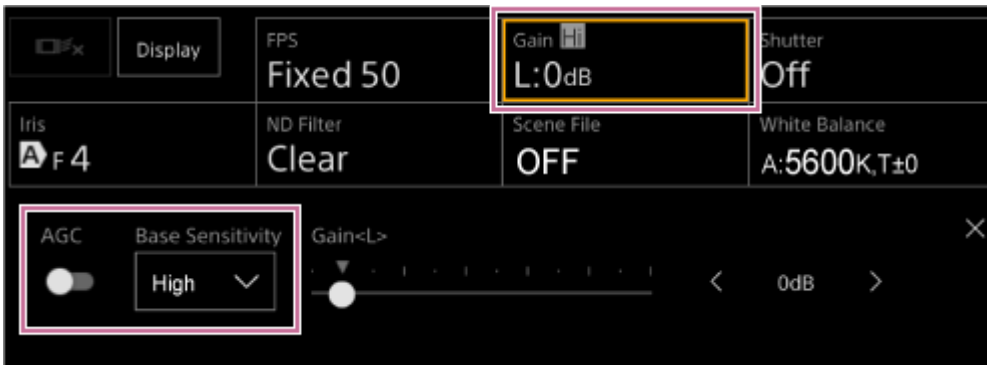 Display
FPS
Fixed 50
Gain Hi
L:0dB
Shutter
Off
Iris
A F 4
ND Filter
Clear
Scene File
OFF
White Balance
A:5600K,T±0
AGC
Base Sensitivity
High
Gain<L>
0dB